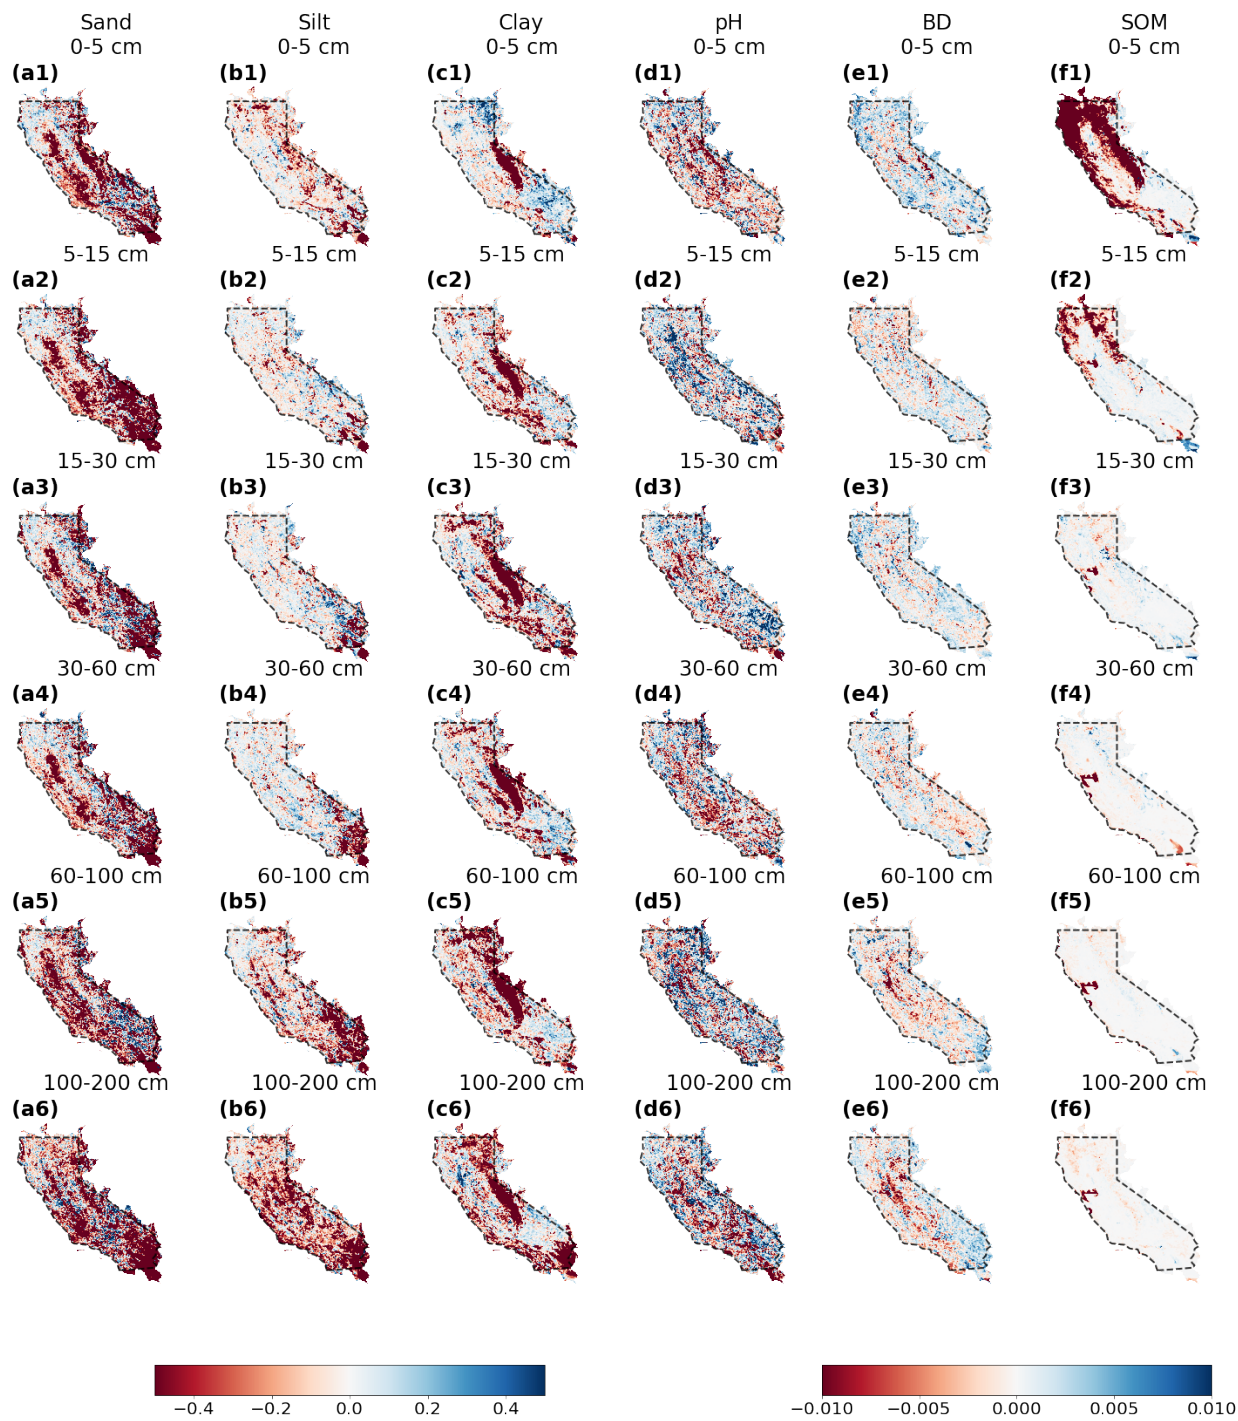 Sand Silt Clay pH BD SOM
0-5 cm 0-5 cm 0-5 cm 0-5 cm 0-5 cm 0-5 cm
(a1) (b1) (c1) (d1) (e1) (f1)
5-15 cm 5-15 cm 5-15 cm 5-15 cm 5-15 cm 5-15 cm
(a2) (b2) (c2) (d2) (e2) (f2)
15-30 cm 15-30 cm 15-30 cm 15-30 cm 15-30 cm 15-30 cm
(a3) (b3) (c3) (d3) (e3) (f3)
30-60 cm 30-60 cm 30-60 cm 30-60 cm 30-60 cm 30-60 cm
(a4) (b4) (c4) (d4) (e4) (f4)
60-100 cm 60-100 cm 60-100 cm 60-100 cm 60-100 cm 60-100 cm
(a5) (b5) (c5) (d5) (e5) (f5)
100-200 cm 100-200 cm 100-200 cm 100-200 cm 100-200 cm 100-200 cm
(a6) (b6) (c6) (d6) (e6) (f6)
−0.4 −0.2 0.0 0.2 0.4 −0.010 −0.005 0.000 0.005 0.010